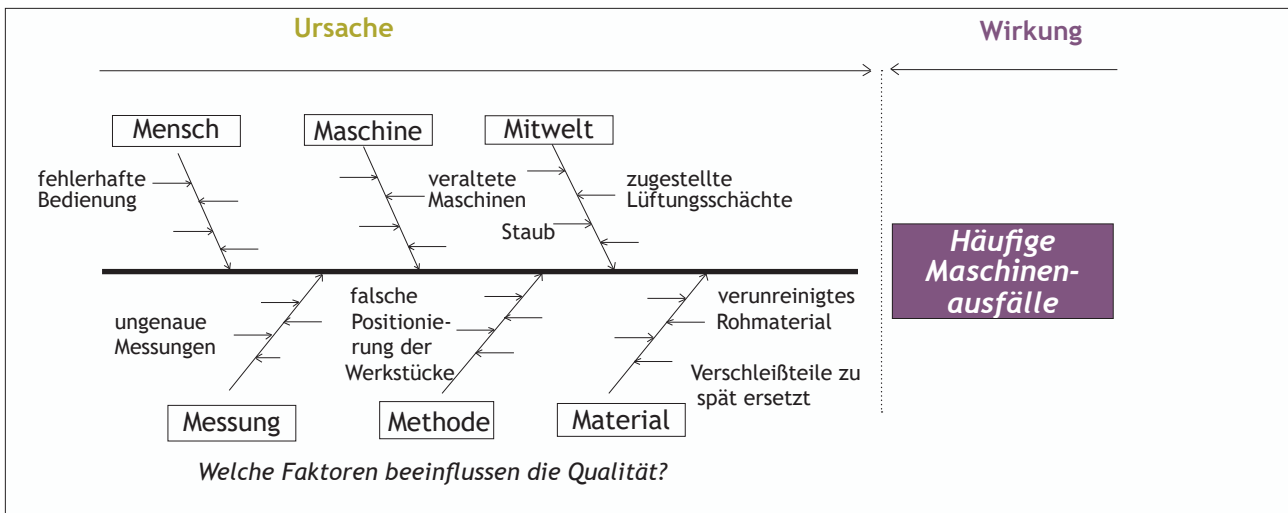 Ursache
Wirkung
Mensch
Maschine
Mitwelt
fehlerhafte
Bedienung
veraltete
Maschinen
zugestellte
Lüftungsschächte
Staub
Häufige
Maschinen-
ausfälle
ungenaue
Messungen
falsche
Positionie-
rung der
Werkstücke
verunreinigtes
Rohmaterial
Verschleißteile zu
spät ersetzt
Messung
Methode
Material
Welche Faktoren beeinflussen die Qualität?